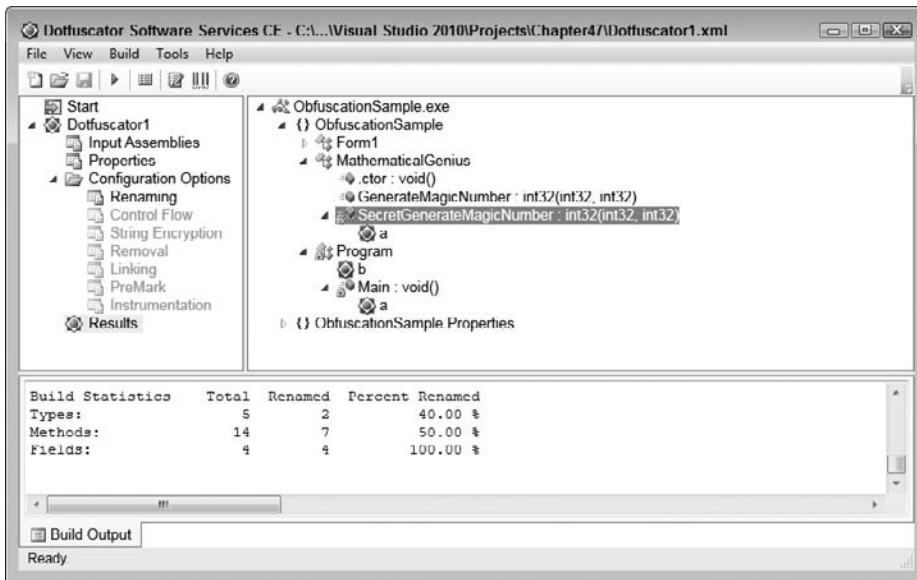 Dotfuscator Software Services CE - C:\...\Visual Studio 2010\Projects\Chapter47\Dotfuscator1.xml
File View Build Tools Help
Start
Dotfuscator1
Input Assemblies
Properties
Configuration Options
Renaming
Control Flow
String Encryption
Removal
Linking
PreMark
Instrumentation
Results
ObfuscationSample.exe
{} ObfuscationSample
Form1
MathematicalGenius
.ctor : void()
GenerateMagicNumber : int32(int32, int32)
SecretGenerateMagicNumber : int32(int32, int32)
a
Program
b
Main : void()
a
{} ObfuscationSample.Properties
Build Statistics Total Renamed Percent Renamed
Types: 5 2 40.00 %
Methods: 14 7 50.00 %
Fields: 4 4 100.00 %
Build Output
Ready